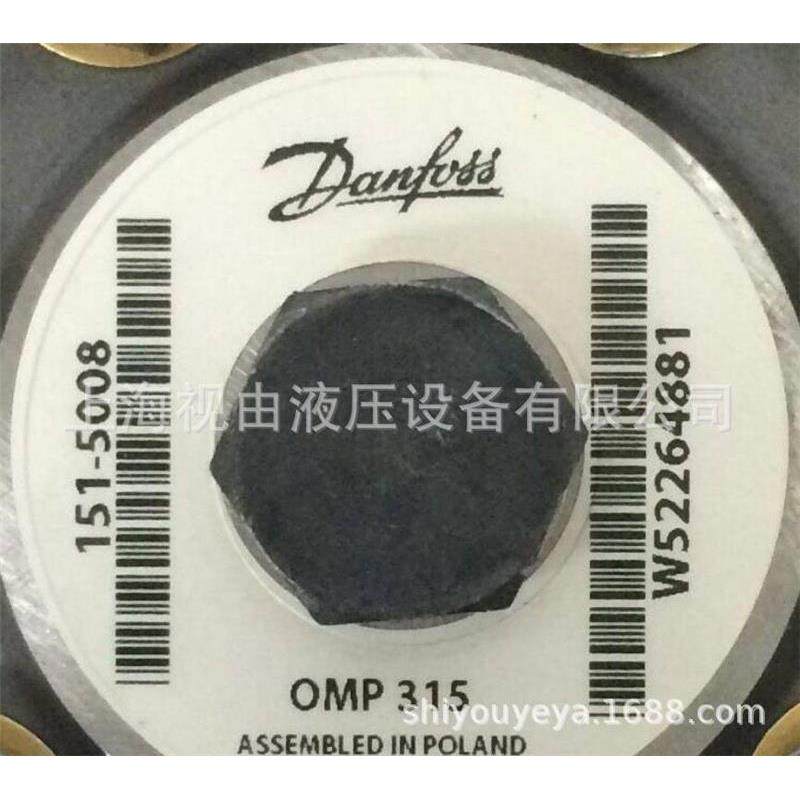 Danfoss
151-5008
W52264881
上海视由液压设备有限公司
OMP 315
shiyouyeya.1688.com
ASSEMBLED IN POLAND